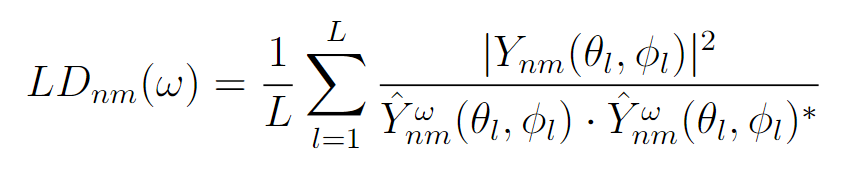 $LD_{nm}(\omega) = \frac{1}{L} \sum_{l=1}^{L} \frac{|Y_{nm}(\theta_l, \phi_l)|^2}{\hat{Y}_{nm}^{\omega}(\theta_l, \phi_l) \cdot \hat{Y}_{nm}^{\omega}(\theta_l, \phi_l)^*}$